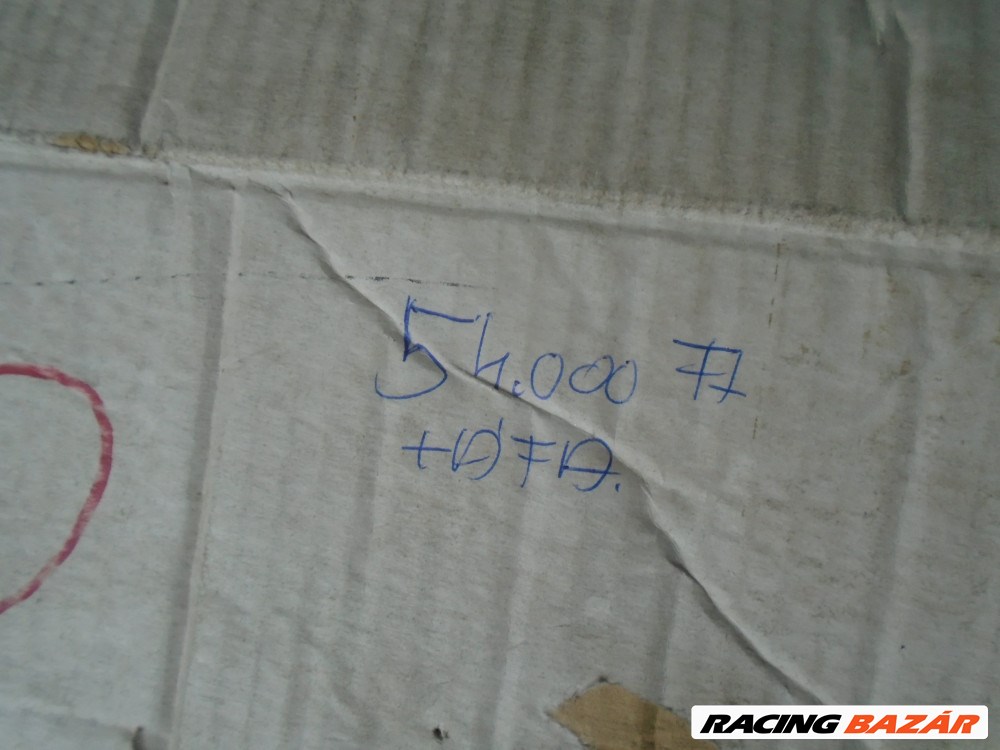 54.000 Ft
+ÁFA.
RACING BAZÁR